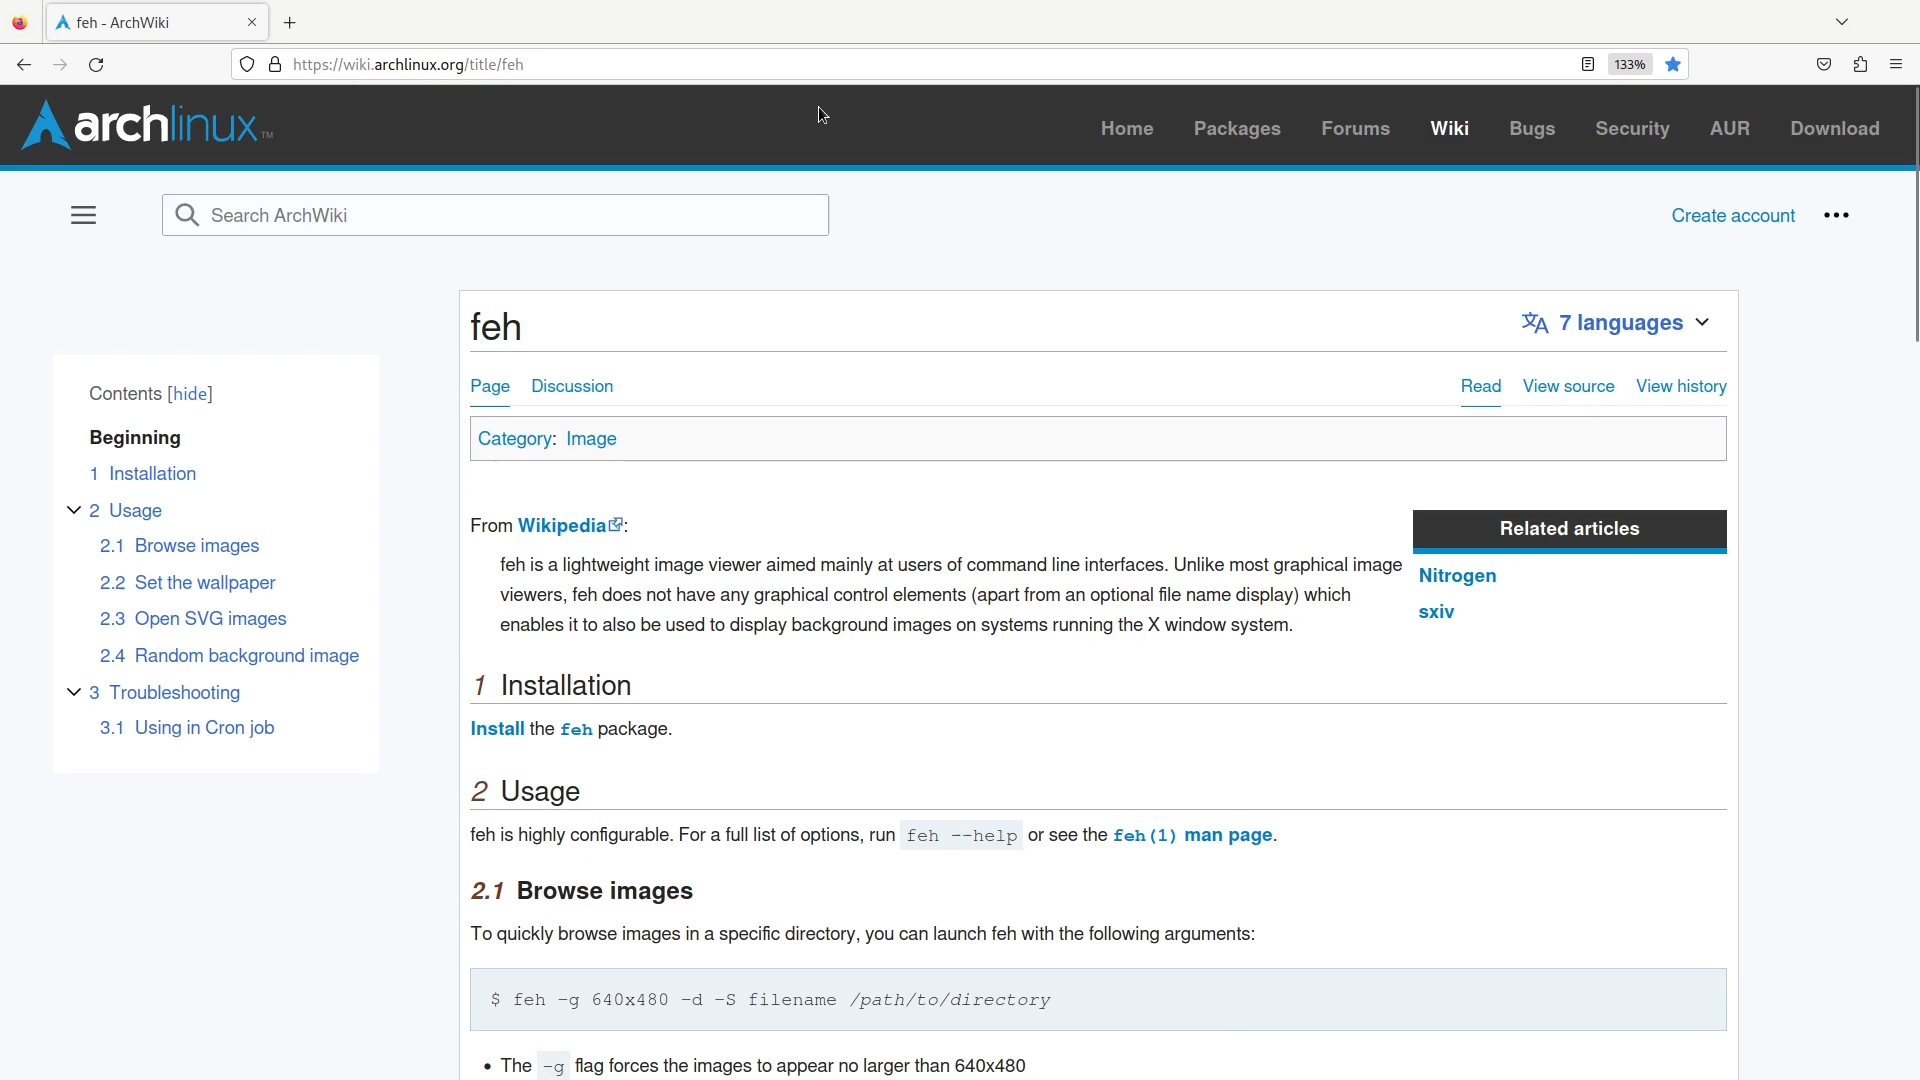 feh - ArchWiki
https://wiki.archlinux.org/title/feh
133%
archlinux TM
Home Packages Forums Wiki Bugs Security AUR Download
Search ArchWiki
Create account
feh
7 languages
Page Discussion Read View source View history
Category: Image
Contents [hide]
Beginning
1 Installation
2 Usage
2.1 Browse images
2.2 Set the wallpaper
2.3 Open SVG images
2.4 Random background image
3 Troubleshooting
3.1 Using in Cron job
From Wikipedia:
feh is a lightweight image viewer aimed mainly at users of command line interfaces. Unlike most graphical image
viewers, feh does not have any graphical control elements (apart from an optional file name display) which
enables it to also be used to display background images on systems running the X window system.
Related articles
Nitrogen
sxiv
1 Installation
Install the feh package.
2 Usage
feh is highly configurable. For a full list of options, run feh --help or see the feh(1) man page.
2.1 Browse images
To quickly browse images in a specific directory, you can launch feh with the following arguments:
$ feh -g 640x480 -d -S filename /path/to/directory
• The -g flag forces the images to appear no larger than 640x480